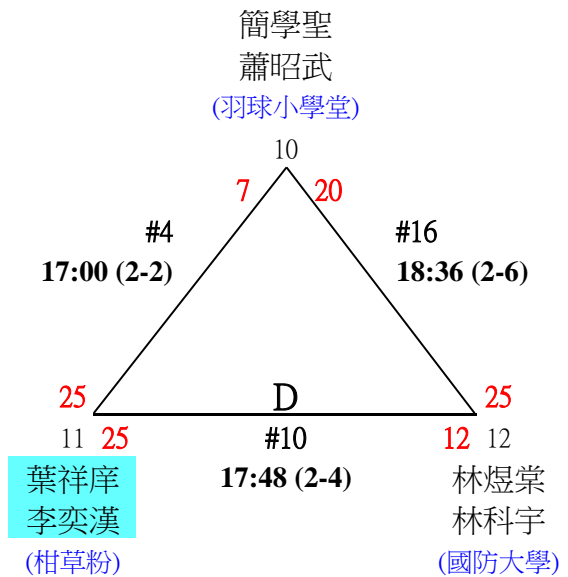 簡學聖
蕭昭武
(羽球小學堂)
10
7 20
#4 #16
17:00 (2-2) 18:36 (2-6)
25 D 25
11 25 #10 12 12
葉祥庠 17:48 (2-4) 林煜棠
李奕漢 林科宇
(柑草粉) (國防大學)